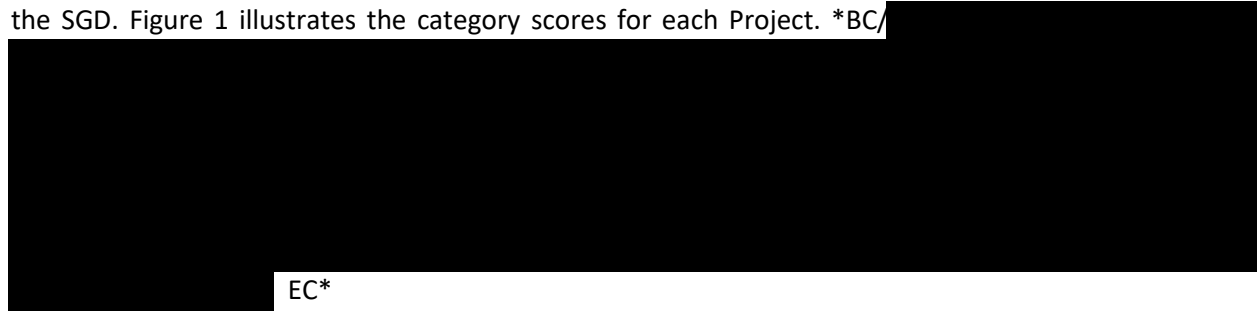 the SGD. Figure 1 illustrates the category scores for each Project. *BC/
EC*